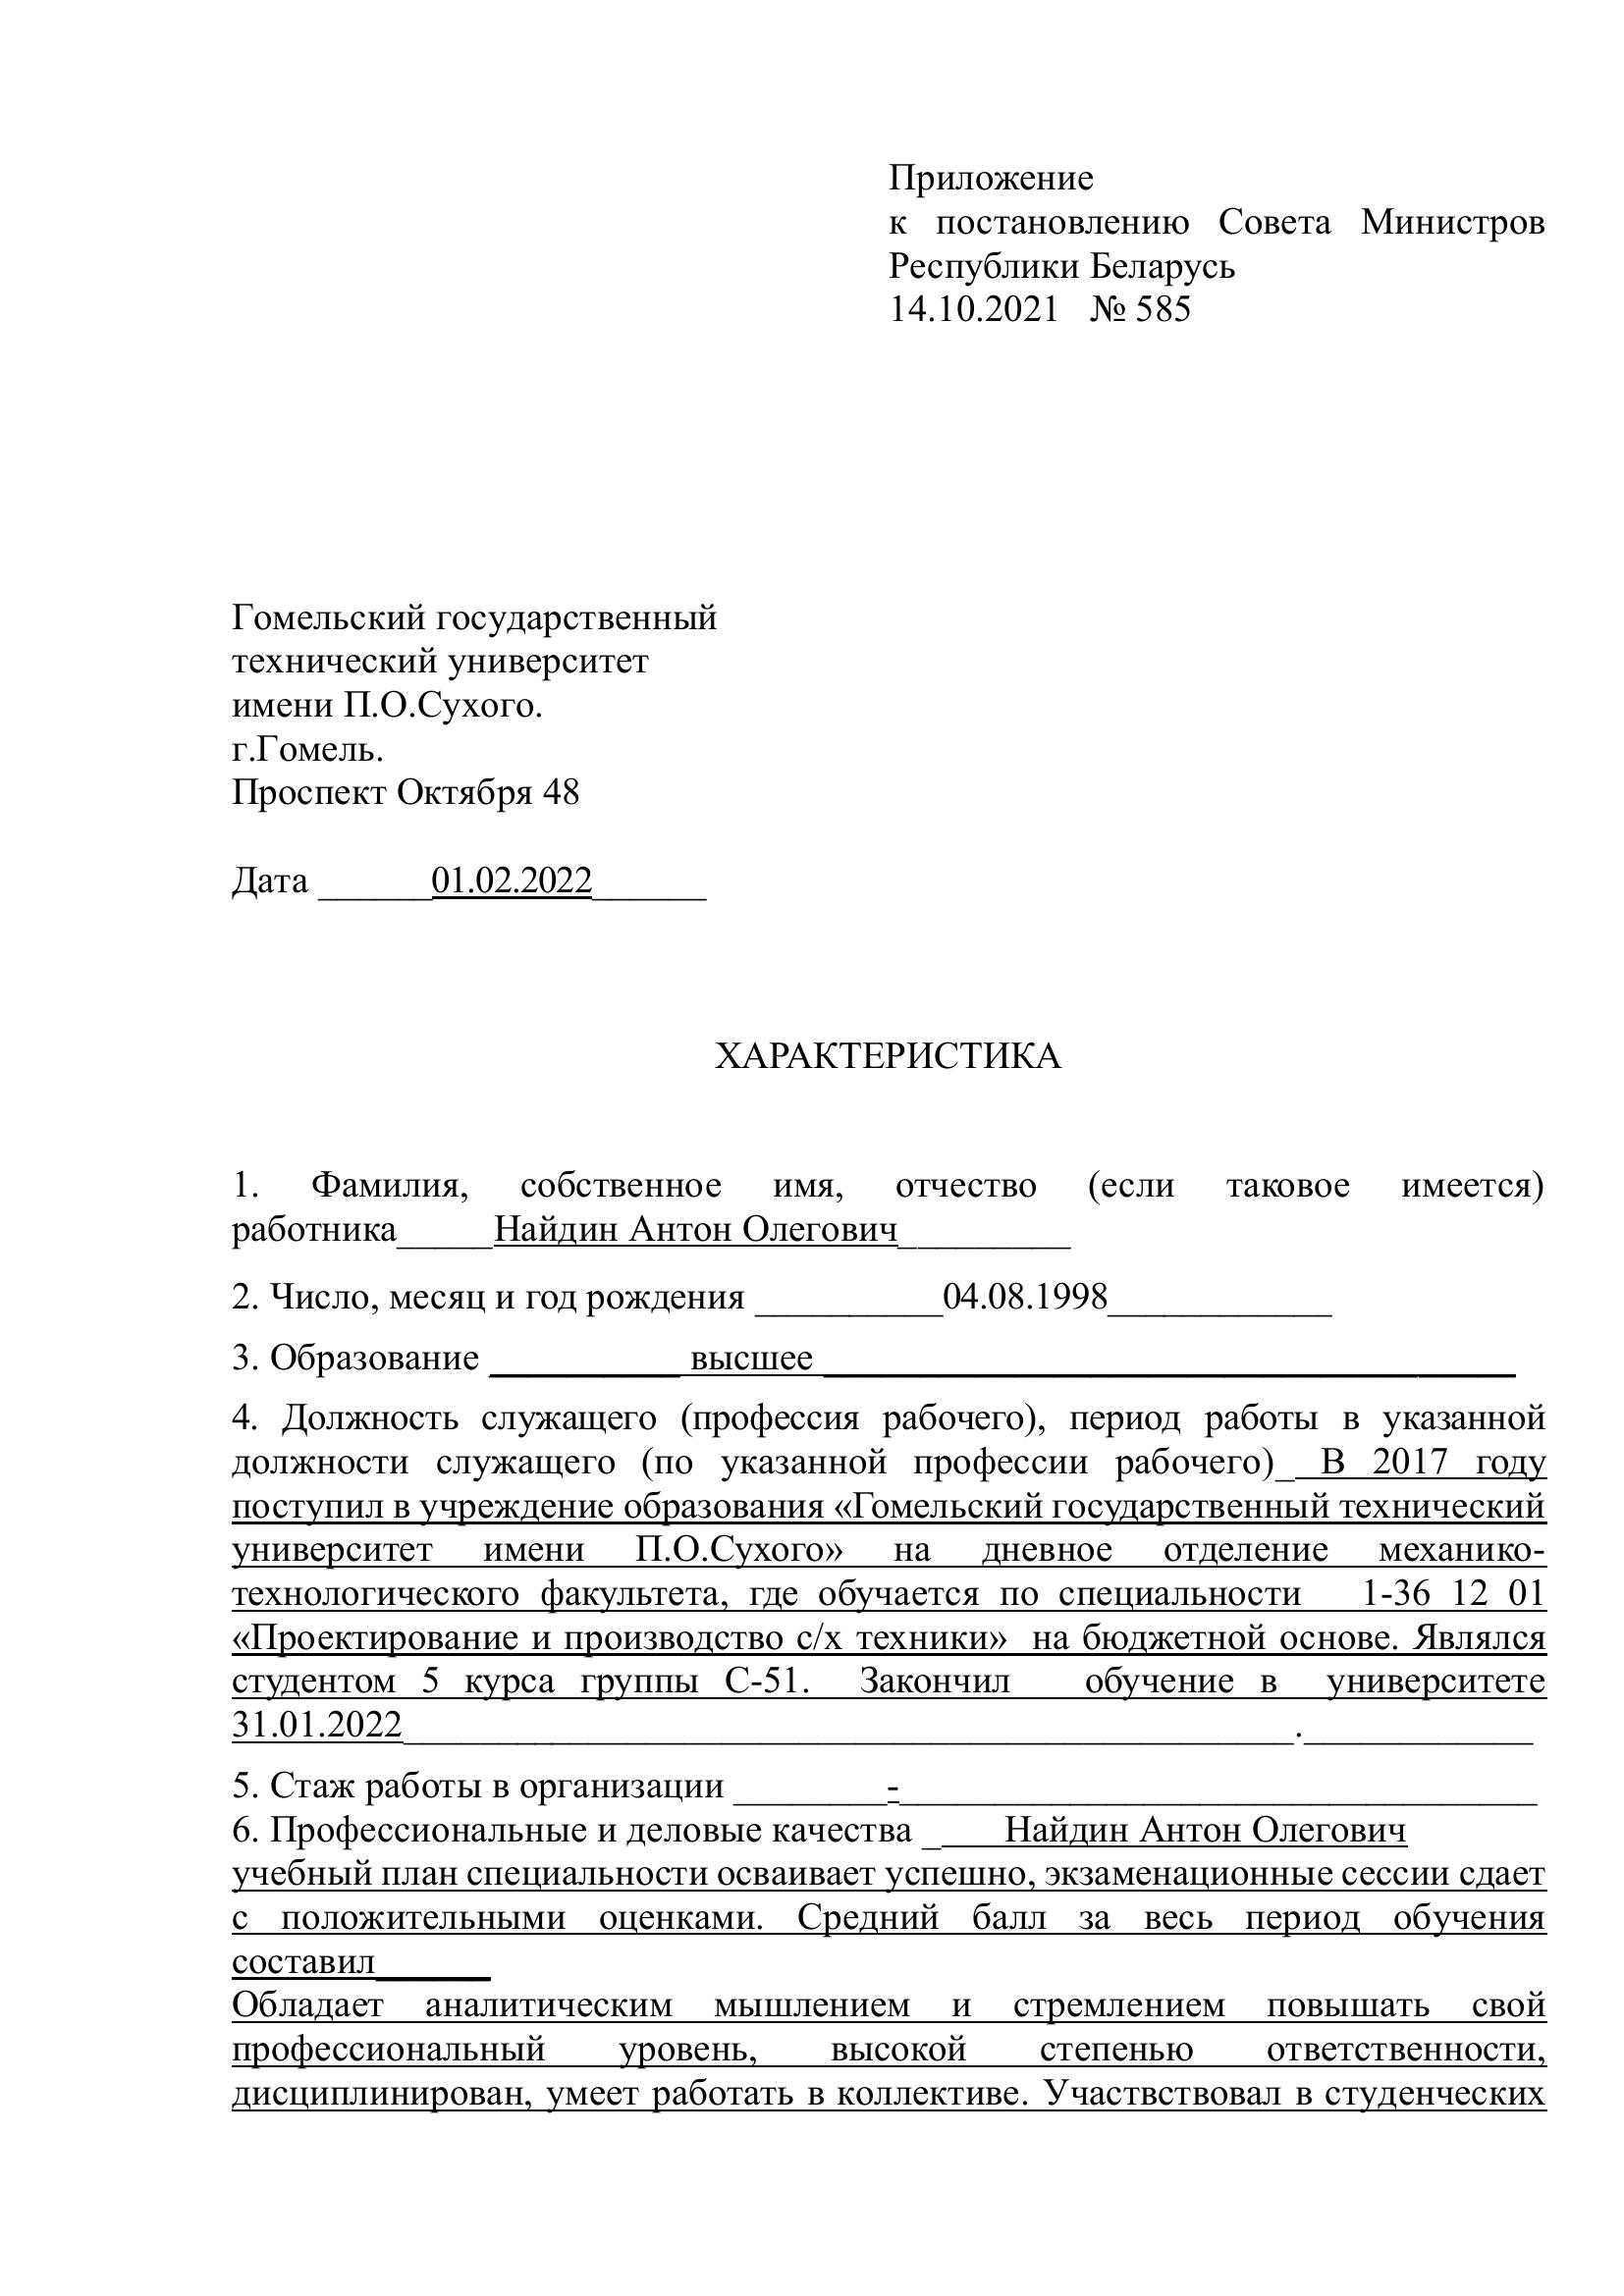 Приложение
к постановлению Совета Министров
Республики Беларусь
14.10.2021 № 585
Гомельский государственный
технический университет
имени П.О.Сухого.
г.Гомель.
Проспект Октября 48
Дата ______01.02.2022______
ХАРАКТЕРИСТИКА
1. Фамилия, собственное имя, отчество (если таковое имеется)
работника_____Найдин Антон Олегович_________
2. Число, месяц и год рождения __________04.08.1998____________
3. Образование __________ высшее _____________________________________
4. Должность служащего (профессия рабочего), период работы в указанной
должности служащего (по указанной профессии рабочего)_ В 2017 году
поступил в учреждение образования «Гомельский государственный технический
университет имени П.О.Сухого» на дневное отделение механико-
технологического факультета, где обучается по специальности 1-36 12 01
«Проектирование и производство с/х техники» на бюджетной основе. Являлся
студентом 5 курса группы С-51. Закончил обучение в университете
31.01.2022_______________________________________________.____________
5. Стаж работы в организации ________-__________________________________
6. Профессиональные и деловые качества _ Найдин Антон Олегович
учебный план специальности осваивает успешно, экзаменационные сессии сдает
с положительными оценками. Средний балл за весь период обучения
составил______
Обладает аналитическим мышлением и стремлением повышать свой
профессиональный уровень, высокой степенью ответственности,
дисциплинирован, умеет работать в коллективе. Участвствовал в студенческих